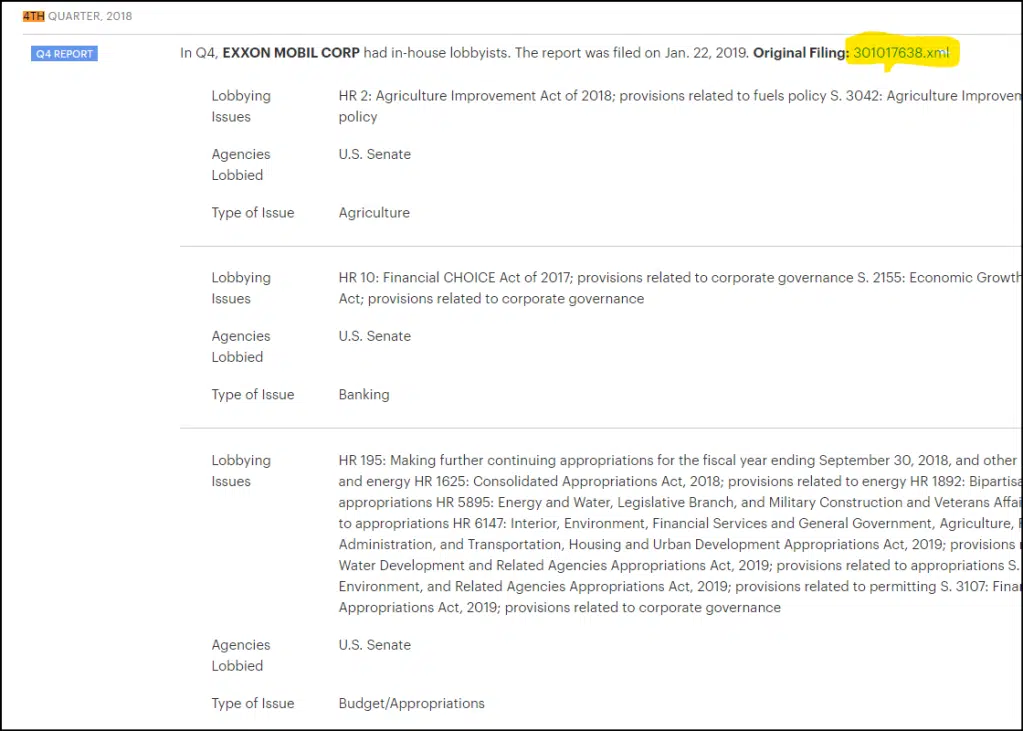 4TH QUARTER, 2018
Q4 REPORT
In Q4, EXXON MOBIL CORP had in-house lobbyists. The report was filed on Jan. 22, 2019. Original Filing: 301017638.xml
Lobbying Issues
HR 2: Agriculture Improvement Act of 2018; provisions related to fuels policy S. 3042: Agriculture Improvem
policy
Agencies Lobbied
U.S. Senate
Type of Issue
Agriculture
Lobbying Issues
HR 10: Financial CHOICE Act of 2017; provisions related to corporate governance S. 2155: Economic Growth
Act; provisions related to corporate governance
Agencies Lobbied
U.S. Senate
Type of Issue
Banking
Lobbying Issues
HR 195: Making further continuing appropriations for the fiscal year ending September 30, 2018, and other
and energy HR 1625: Consolidated Appropriations Act, 2018; provisions related to energy HR 1892: Bipartisa
appropriations HR 5895: Energy and Water, Legislative Branch, and Military Construction and Veterans Affai
to appropriations HR 6147: Interior, Environment, Financial Services and General Government, Agriculture,
Administration, and Transportation, Housing and Urban Development Appropriations Act, 2019; provisions
Water Development and Related Agencies Appropriations Act, 2019; provisions related to appropriations S.
Environment, and Related Agencies Appropriations Act, 2019; provisions related to permitting S. 3107: Finan
Appropriations Act, 2019; provisions related to corporate governance
Agencies Lobbied
U.S. Senate
Type of Issue
Budget/Appropriations